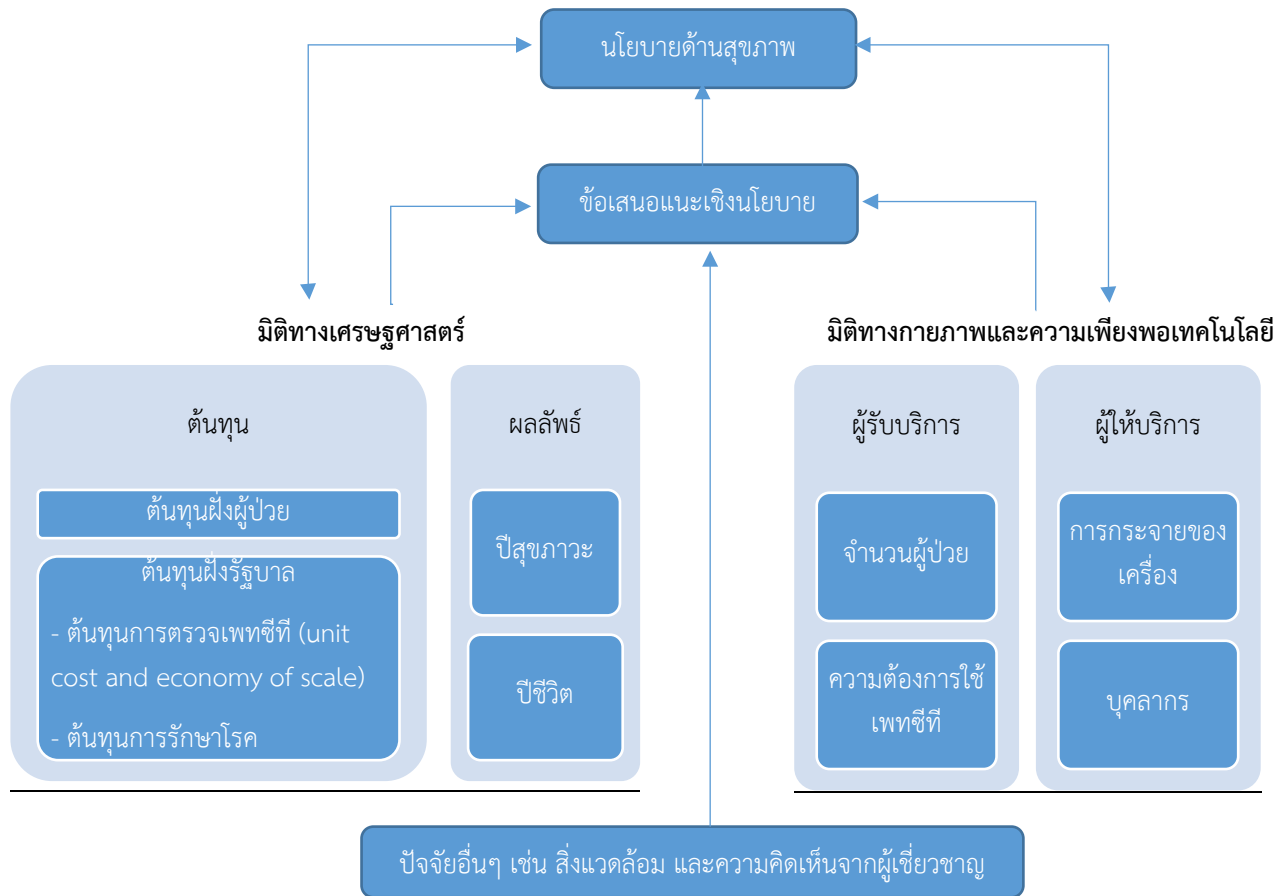 นโยบายด้านสุขภาพ
ข้อเสนอแนะเชิงนโยบาย
มิติทางเศรษฐศาสตร์
มิติทางกายภาพและความเพียงพอเทคโนโลยี
ต้นทุน
ต้นทุนฝั่งผู้ป่วย
ต้นทุนฝั่งรัฐบาล
- ต้นทุนการตรวจเพทซีที (unit
cost and economy of scale)
- ต้นทุนการรักษาโรค
ผลลัพธ์
ปีสุขภาวะ
ปีชีวิต
ผู้รับบริการ
จำนวนผู้ป่วย
ความต้องการใช้
เพทซีที
ผู้ให้บริการ
การกระจายของ
เครื่อง
บุคลากร
ปัจจัยอื่นๆ เช่น สิ่งแวดล้อม และความคิดเห็นจากผู้เชี่ยวชาญ